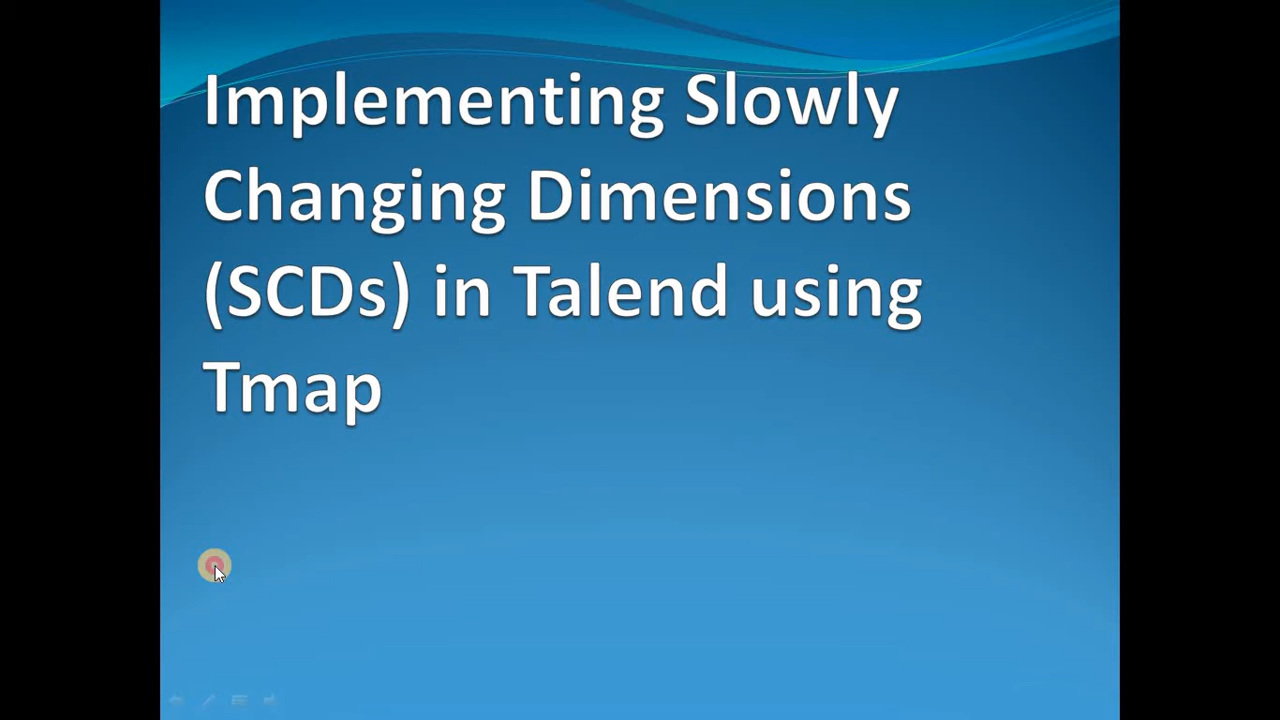 Implementing Slowly
Changing Dimensions
(SCDs) in Talend using
Tmap